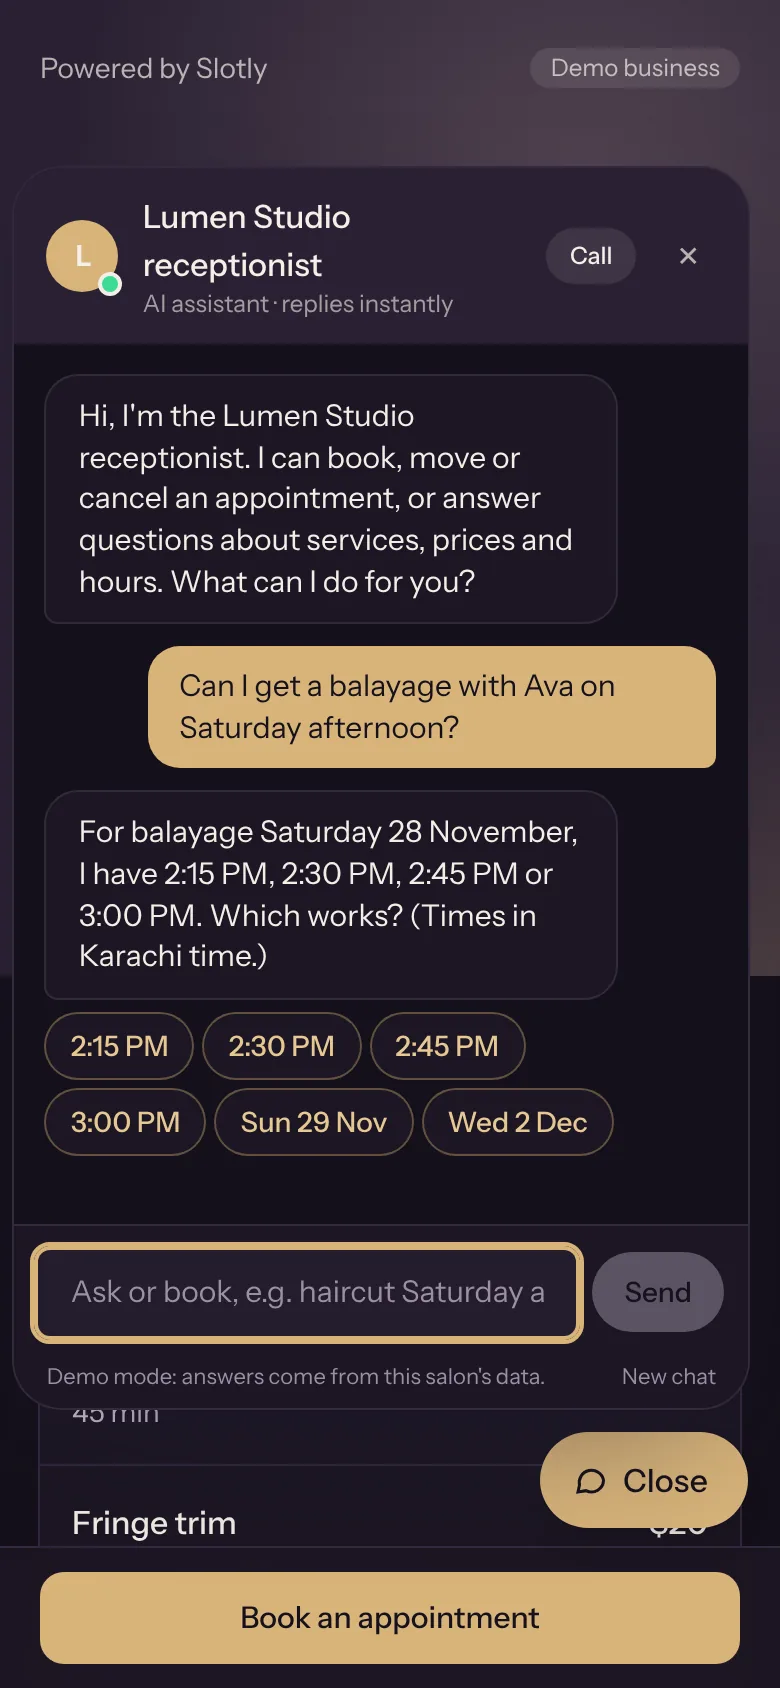 Powered by Slotly
Demo business
L
Lumen Studio
receptionist
AI assistant · replies instantly
Call
×
Hi, I'm the Lumen Studio
receptionist. I can book, move or
cancel an appointment, or answer
questions about services, prices and
hours. What can I do for you?
Can I get a balayage with Ava on
Saturday afternoon?
For balayage Saturday 28 November,
I have 2:15 PM, 2:30 PM, 2:45 PM or
3:00 PM. Which works? (Times in
Karachi time.)
2:15 PM
2:30 PM
2:45 PM
3:00 PM
Sun 29 Nov
Wed 2 Dec
Ask or book, e.g. haircut Saturday a
Send
Demo mode: answers come from this salon's data.
New chat
45 min
Close
Fringe trim
Book an appointment